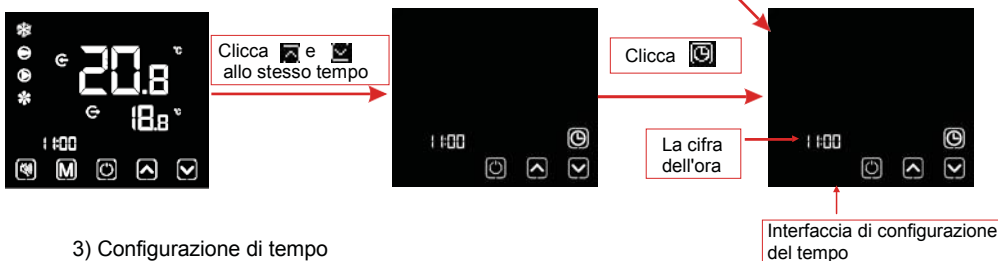 20.8 ℃
18.8 ℃
11:00
M
Clicca e
allo stesso tempo
11:00
Clicca
La cifra
dell'ora
11:00
Interfaccia di configurazione
del tempo
3) Configurazione di tempo